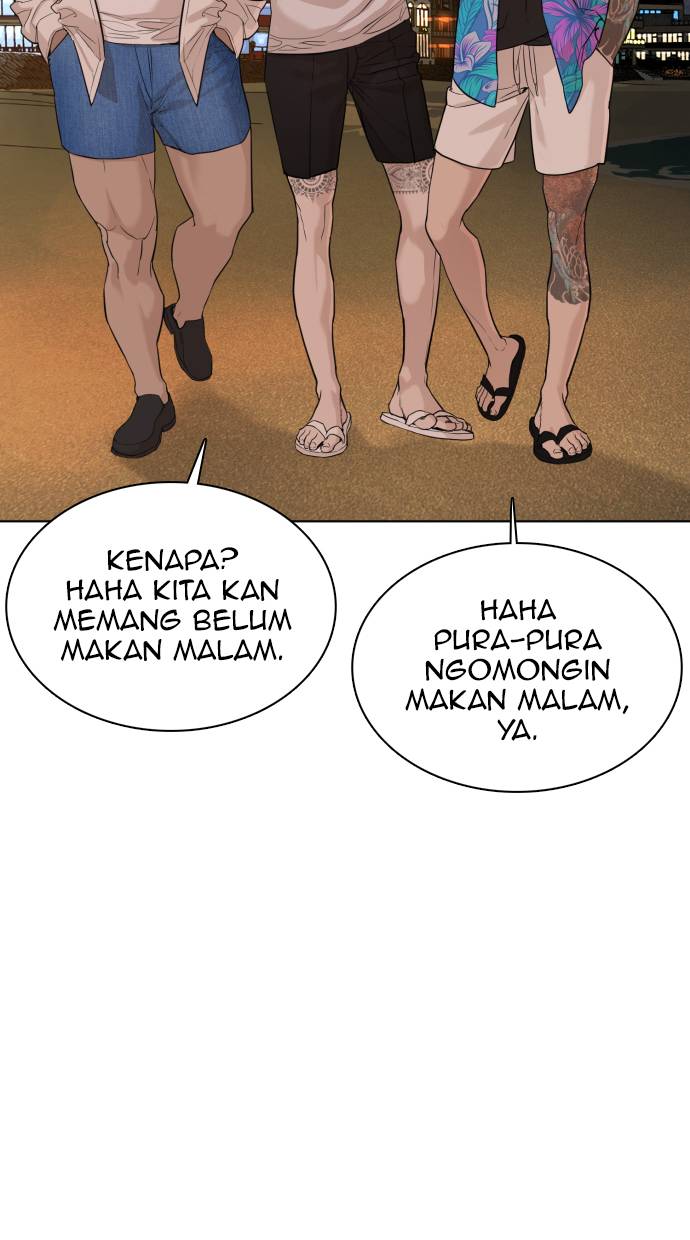 KENAPA?
HAHA KITA KAN
MEMANG BELUM
MAKAN MALAM.
HAHA
PURA-PURA
NGOMONGIN
MAKAN MALAM,
YA.